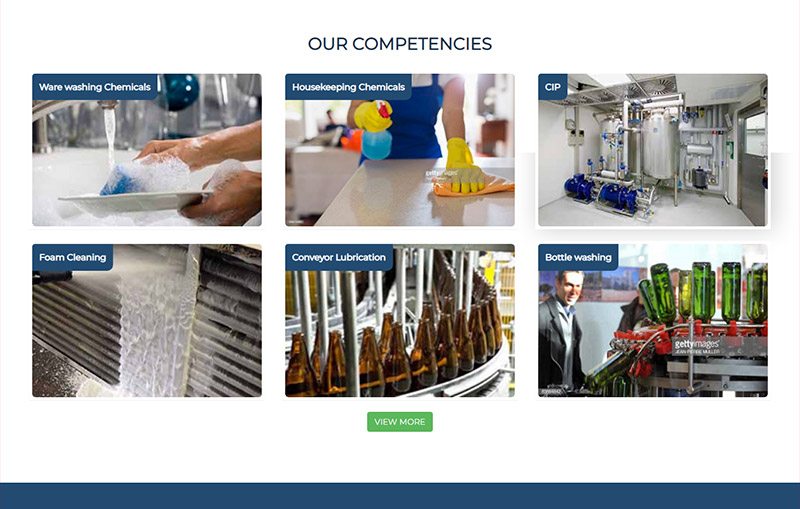 OUR COMPETENCIES
Ware washing Chemicals
Housekeeping Chemicals
CIP
gettyimages
Foam Cleaning
Conveyor Lubrication
Bottle washing
gettyimages
JEAN-PIERRE MULLER
VIEW MORE